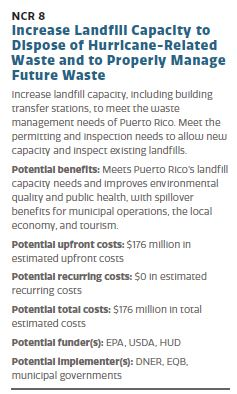 NCR 8
Increase Landfill Capacity to
Dispose of Hurricane-Related
Waste and to Properly Manage
Future Waste
Increase landfill capacity, including building
transfer stations, to meet the waste
management needs of Puerto Rico. Meet the
permitting and inspection needs to allow new
capacity and inspect existing landfills.
Potential benefits: Meets Puerto Rico's landfill
capacity needs and improves environmental
quality and public health, with spillover
benefits for municipal operations, the local
economy, and tourism.
Potential upfront costs: $176 million in
estimated upfront costs
Potential recurring costs: $0 in estimated
recurring costs
Potential total costs: $176 million in total
estimated costs
Potential funder(s): EPA, USDA, HUD
Potential implementer(s): DNER, EQB,
municipal governments